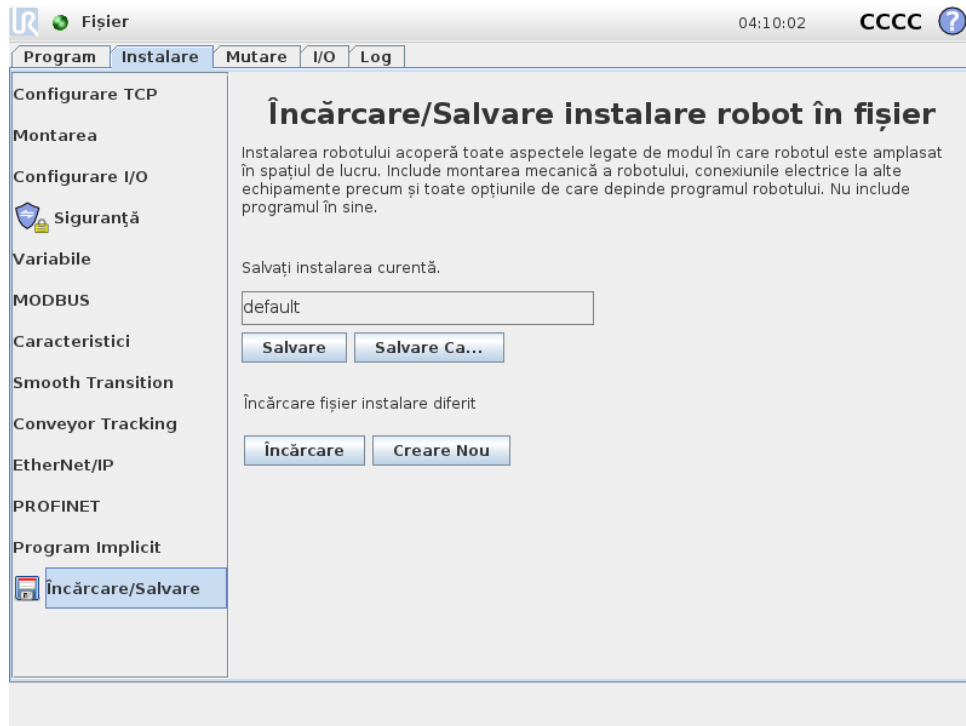 UR Fișier 04:10:02 CCCC ?
Program Instalare Mutare I/O Log
Configurare TCP
Montarea
Configurare I/O
Siguranță
Variabile
MODBUS
Caracteristici
Smooth Transition
Conveyor Tracking
EtherNet/IP
PROFINET
Program Implicit
Încărcare/Salvare
Încărcare/Salvare instalare robot în fișier
Instalarea robotului acoperă toate aspectele legate de modul în care robotul este amplasat
în spațiul de lucru. Include montarea mecanică a robotului, conexiunile electrice la alte
echipamente precum și toate opțiunile de care depinde programul robotului. Nu include
programul în sine.
Salvați instalarea curentă.
default
Salvare Salvare Ca...
Încărcare fișier instalare diferit
Încărcare Creare Nou